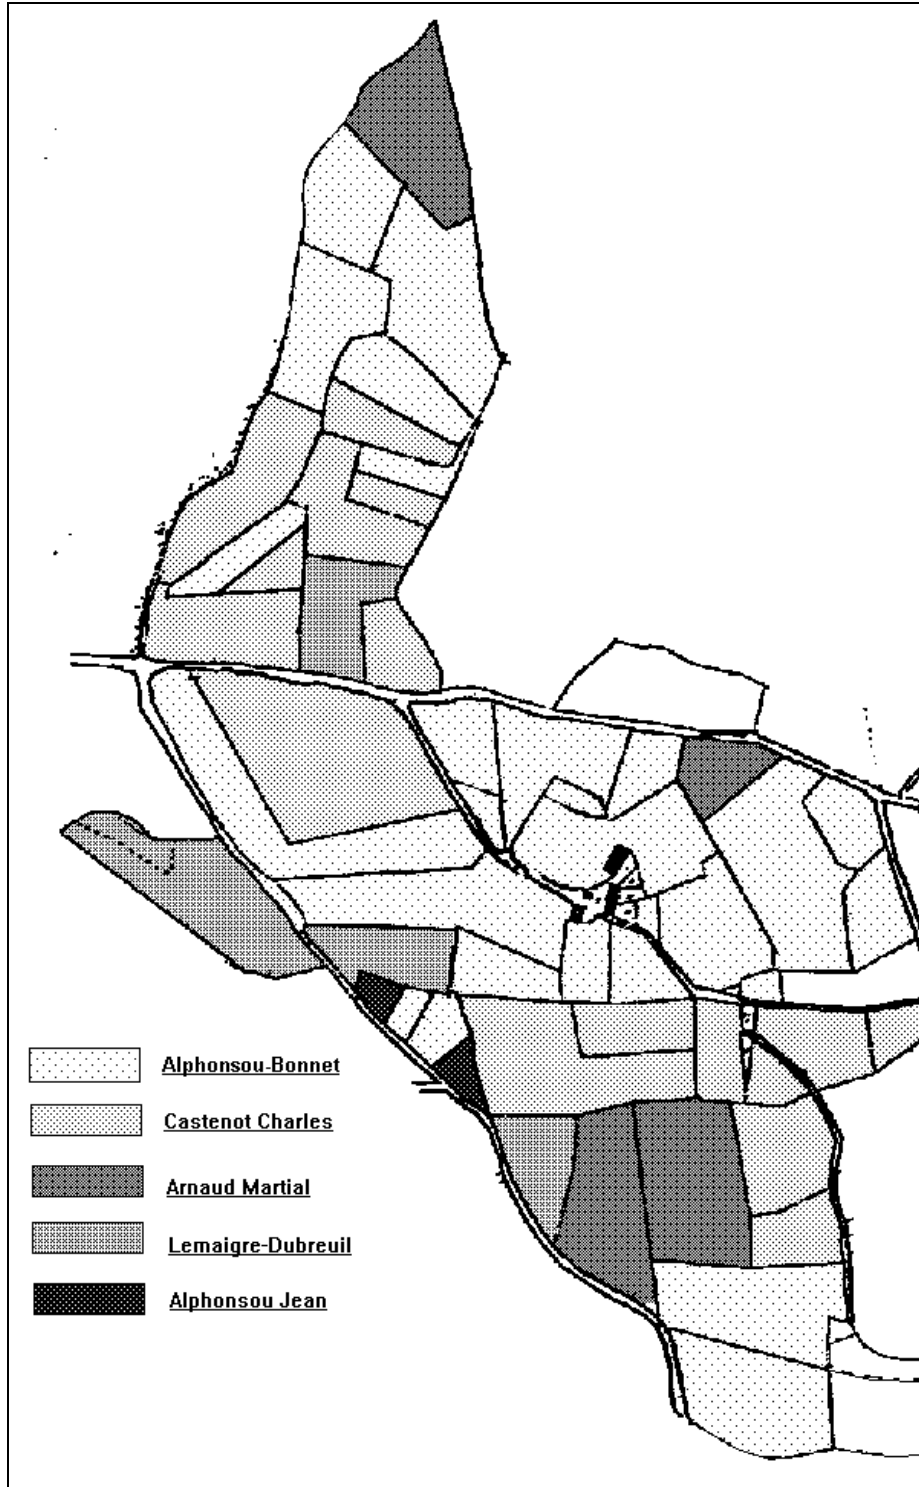 Alphonsou-Bonnet
Castenot Charles
Arnaud Martial
Lemaigre-Dubreuil
Alphonsou Jean